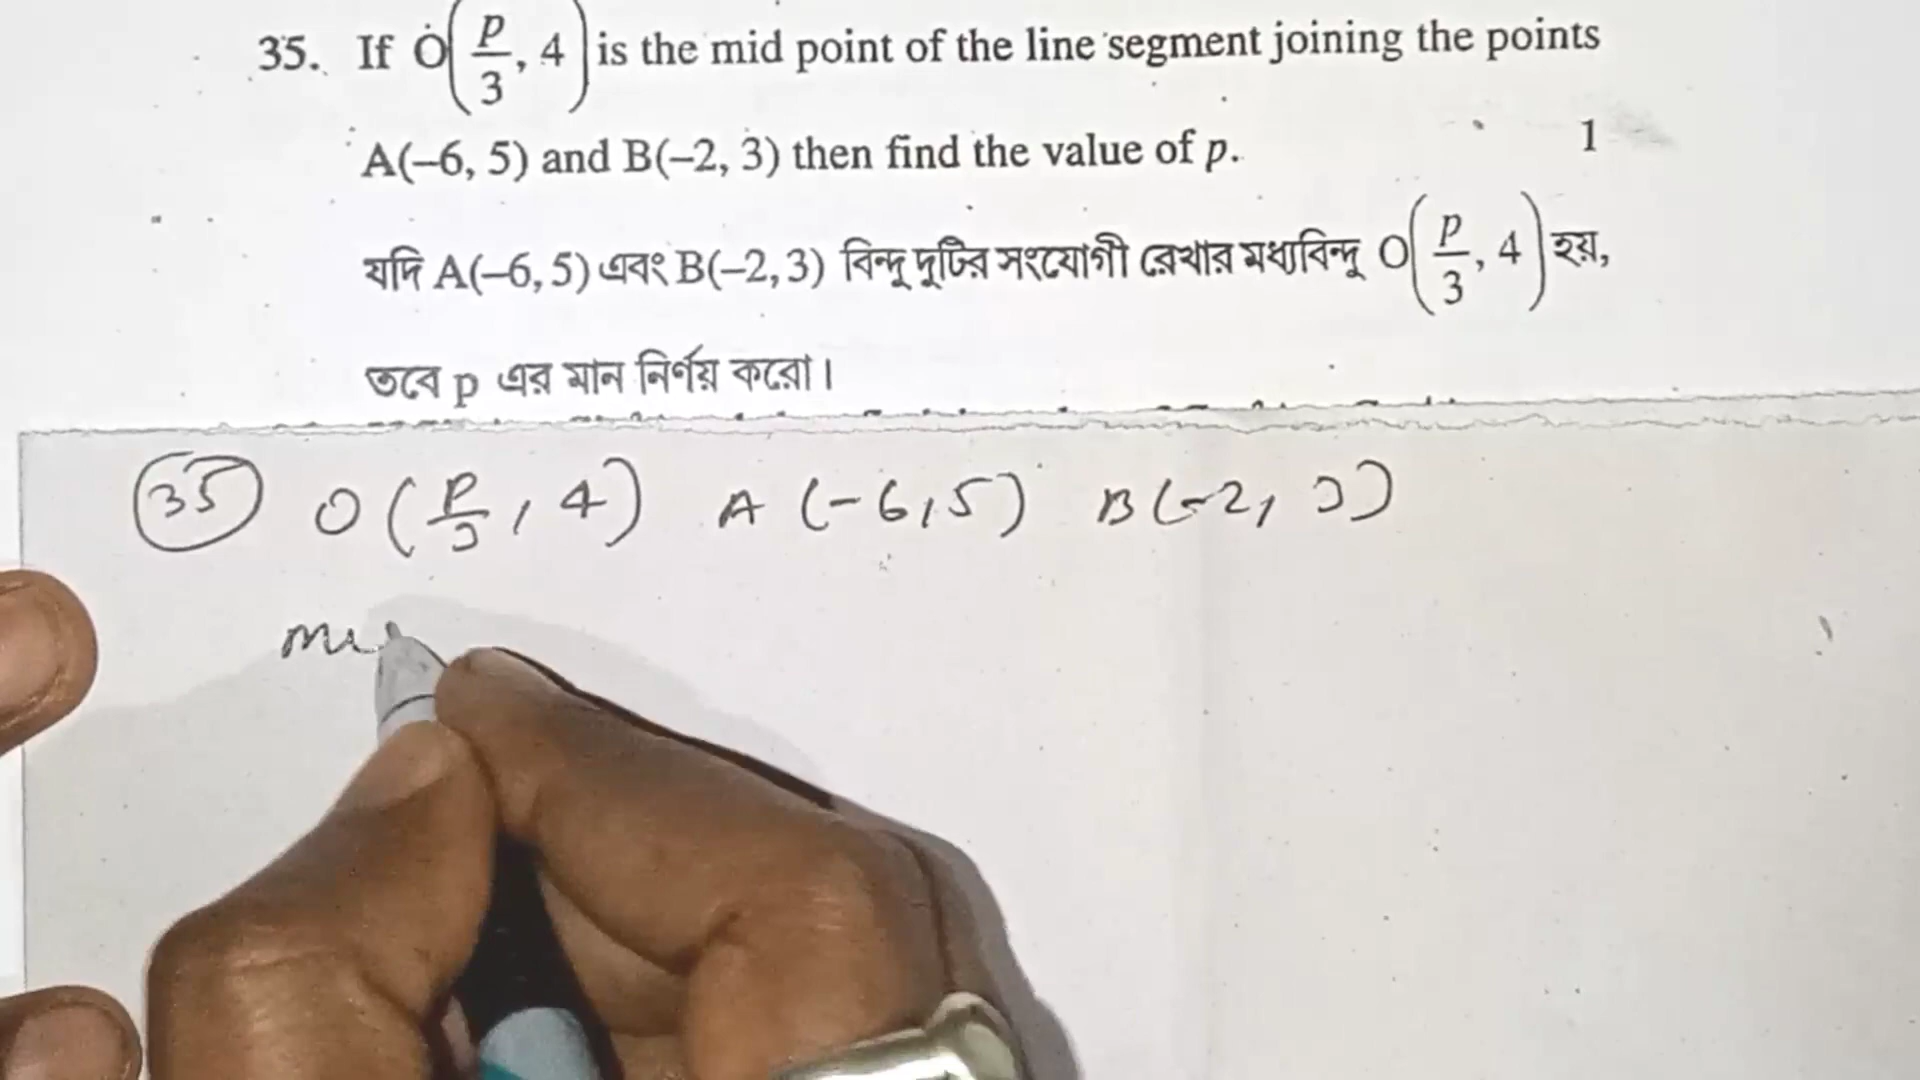 35. If O(p/3, 4) is the mid point of the line segment joining the points
A(–6, 5) and B(–2, 3) then find the value of p. 1
যদি A(–6, 5) এবং B(–2, 3) বিন্দু দুটির সংযোগী রেখার মধ্যবিন্দু O(p/3, 4) হয়,
তবে p এর মান নির্ণয় করো।
35 O(p/3, 4) A(-6,5) B(-2, 3)